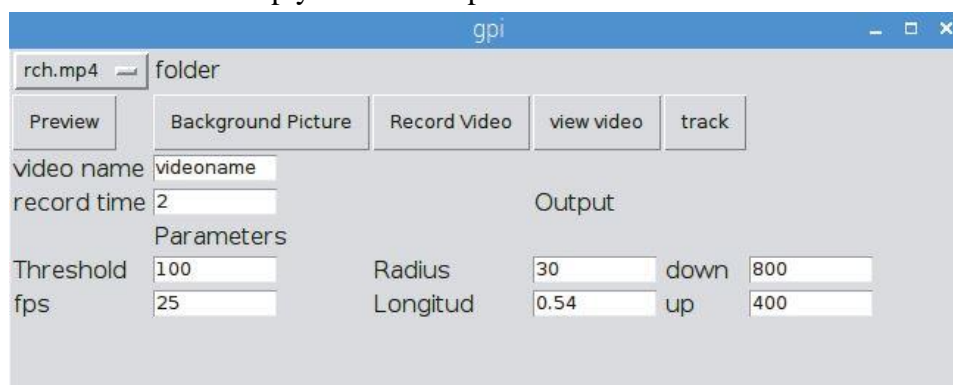 gpi
rch.mp4 folder
Preview Background Picture Record Video view video track
video name videoname
record time 2 Output
Parameters
Threshold 100 Radius 30 down 800
fps 25 Longitud 0.54 up 400